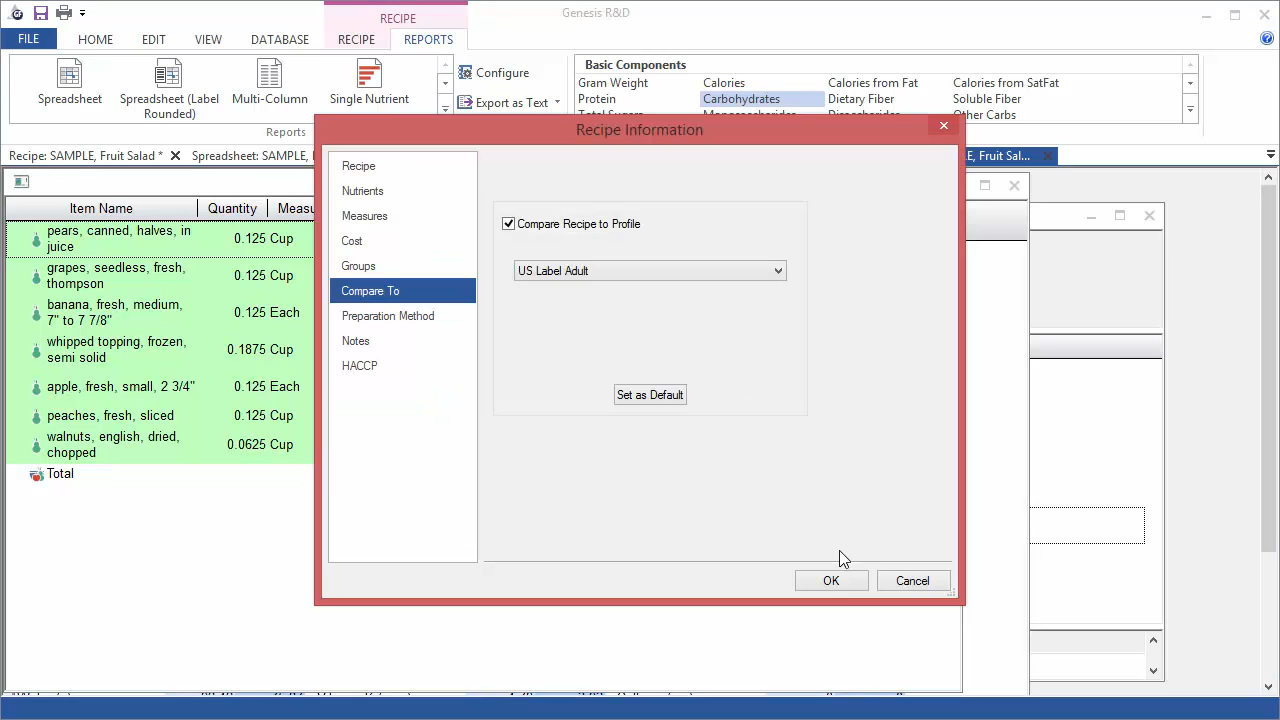 RECIPE
Genesis R&D
FILE HOME EDIT VIEW DATABASE RECIPE REPORTS
Spreadsheet
Spreadsheet (Label
Rounded)
Multi-Column
Single Nutrient
Configure
Export as Text
Reports
Basic Components
Gram Weight Calories Calories from Fat Calories from SatFat
Protein Carbohydrates Dietary Fiber Soluble Fiber
Total Sugars Monosaccharides Disaccharides Other Carbs
Recipe: SAMPLE, Fruit Salad *
Spreadsheet: SAMPLE,
E, Fruit Sal...
Item Name Quantity Measu
pears, canned, halves, in
juice
0.125 Cup
grapes, seedless, fresh,
thompson
0.125 Cup
banana, fresh, medium,
7" to 7 7/8"
0.125 Each
whipped topping, frozen,
semi solid
0.1875 Cup
apple, fresh, small, 2 3/4" 0.125 Each
peaches, fresh, sliced 0.125 Cup
walnuts, english, dried,
chopped
0.0625 Cup
Total
Recipe Information
Recipe
Nutrients
Measures
Cost
Groups
Compare To
Preparation Method
Notes
HACCP
Compare Recipe to Profile
US Label Adult
Set as Default
OK Cancel